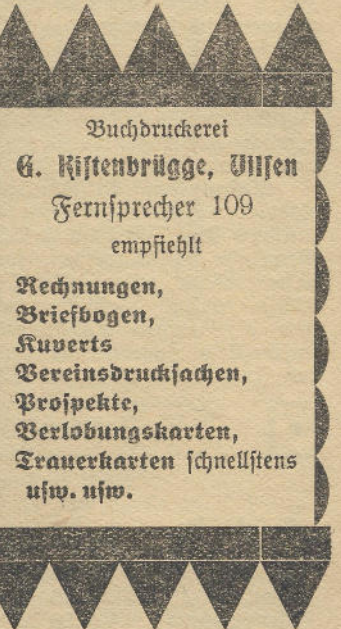 Buchdruckerei
G. Kistenbrügge, Vilsen
Fernsprecher 109
empfiehlt
Rechnungen,
Briefbogen,
Kuverts
Vereinsdrucksachen,
Prospekte,
Verlobungskarten,
Trauerkarten schnellstens
usw. usw.